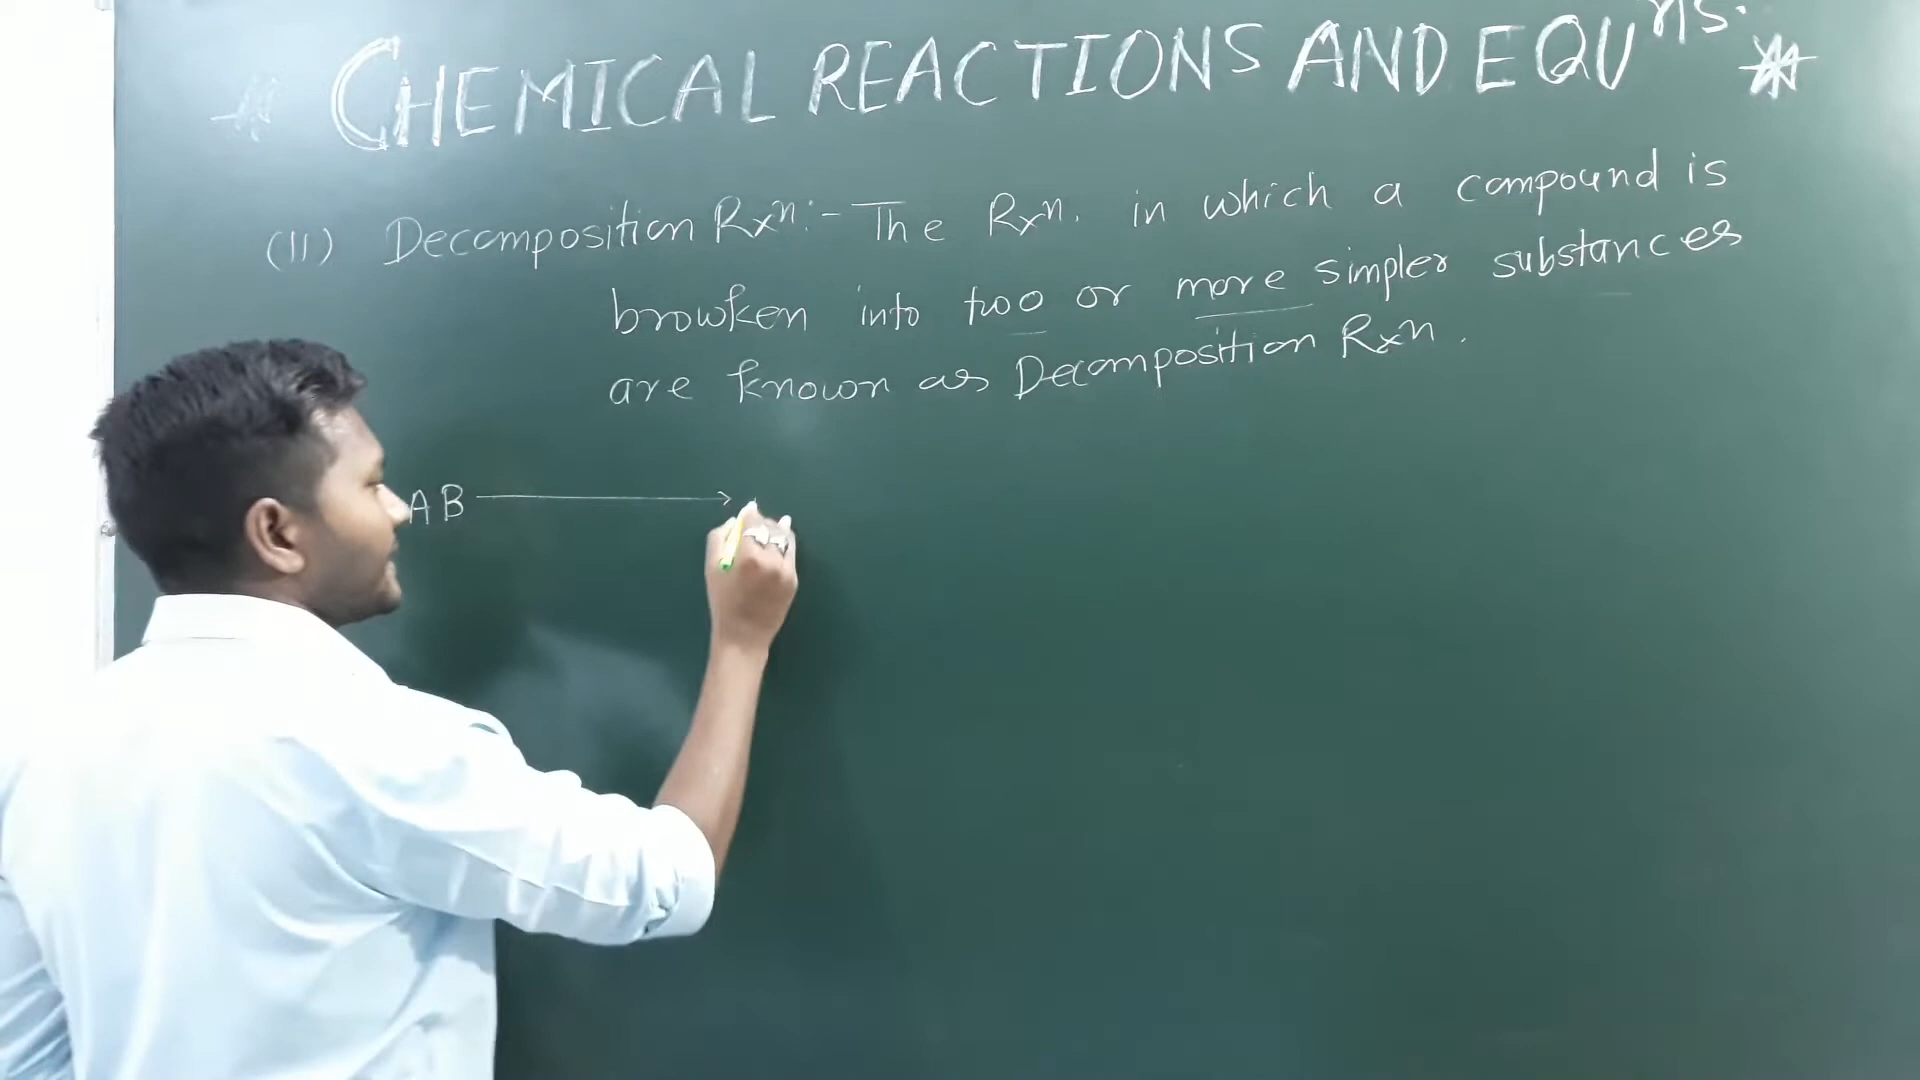 * CHEMICAL REACTIONS AND EQUⁿˢ. *
(II) Decomposition Rxⁿ:- The Rxⁿ. in which a compound is
browken into two or more simpler substances
are known as Decomposition Rxn.
AB →